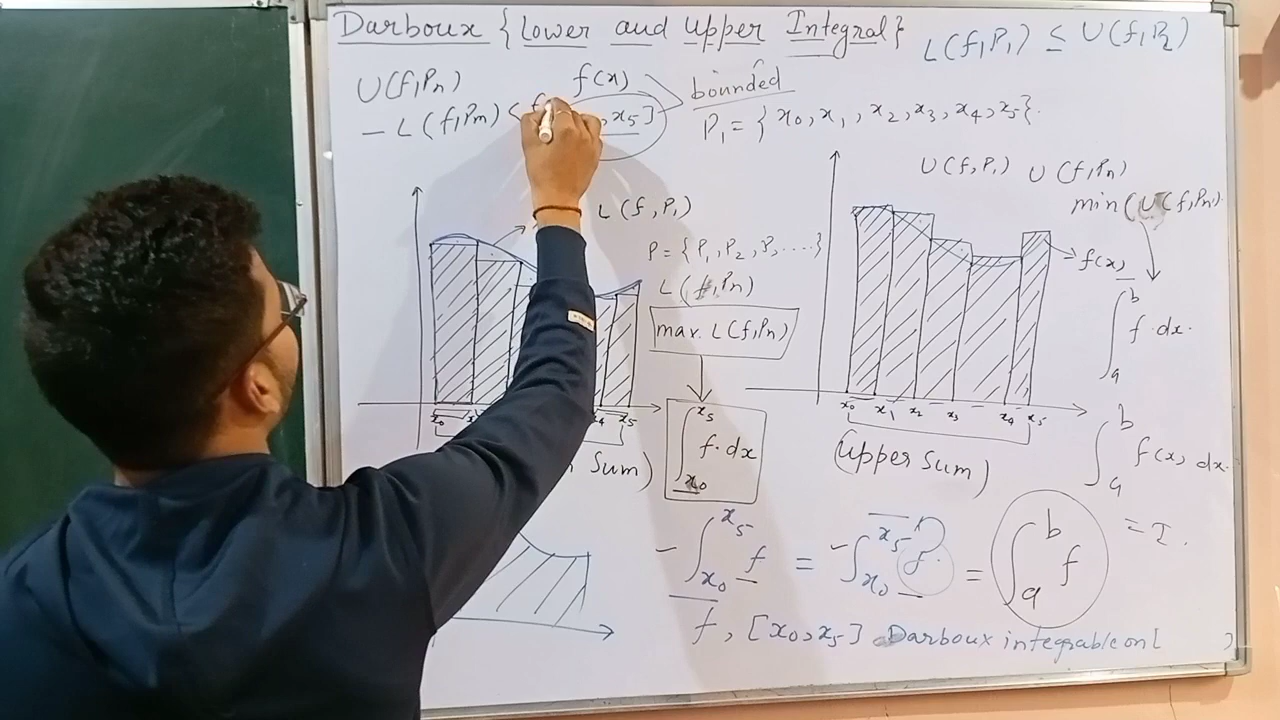 Darboux {Lower and Upper Integral}
L(f,P1) ≤ U(f,P2)
U(f,Pn)
- L(f,Pm) <
f(x)
, x5]
bounded
P1 = { x0, x1, x2, x3, x4, x5}.
L(f, P1)
P = {P1, P2, P3 ....}
L(f,Pn)
max. L(f,Pn)
∫x0 x5 f·dx
x0
x5
Sum)
U(f,P1) U(f,Pn)
min(U(f,Pn).
= f(x)
∫a b f·dx.
x0 x1 x2 x3 x4 x5
(Upper Sum)
∫a b f(x) dx.
- ∫x0 x5 f = - ∫x0 x5 f. = ∫a b f = I.
f, [x0, x5] Darboux integrable on [ ]